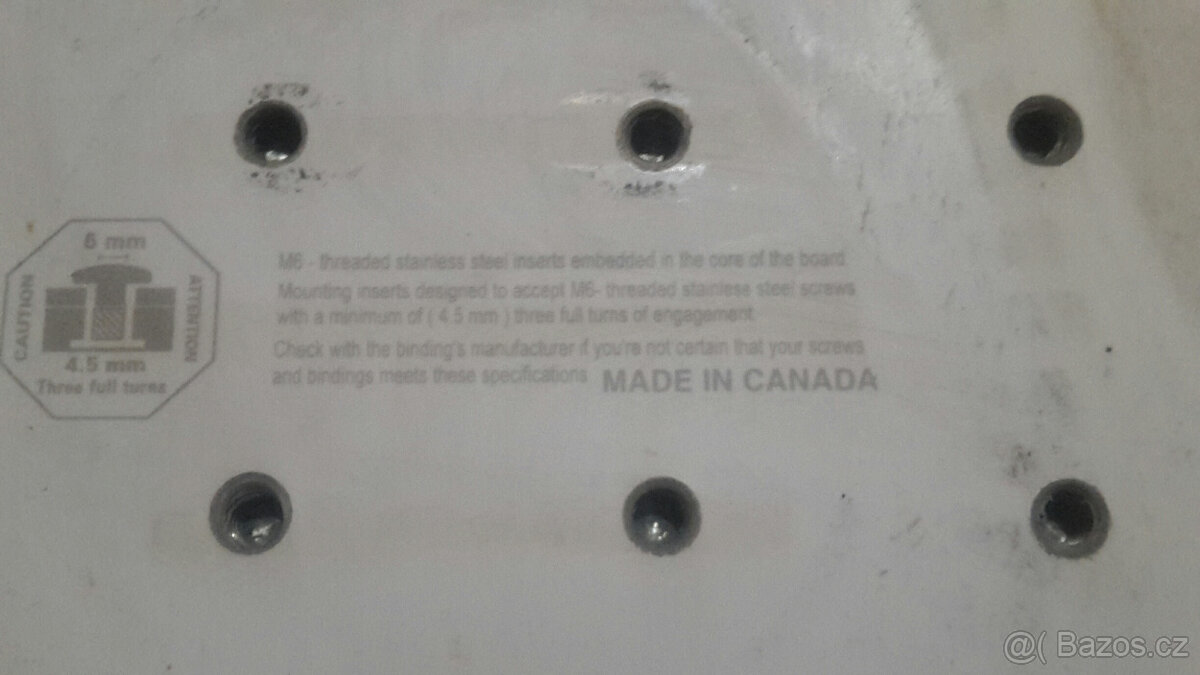 6 mm
CAUTION
ATTENTION
4.5 mm
Three full turns
M6 - threaded stainless steel inserts embedded in the core of the board
Mounting inserts designed to accept M6- threaded stainless steel screws
with a minimum of ( 4.5 mm ) three full turns of engagement
Check with the binding's manufacturer if you're not certain that your screws
and bindings meets these specifications MADE IN CANADA
@( Bazos.cz